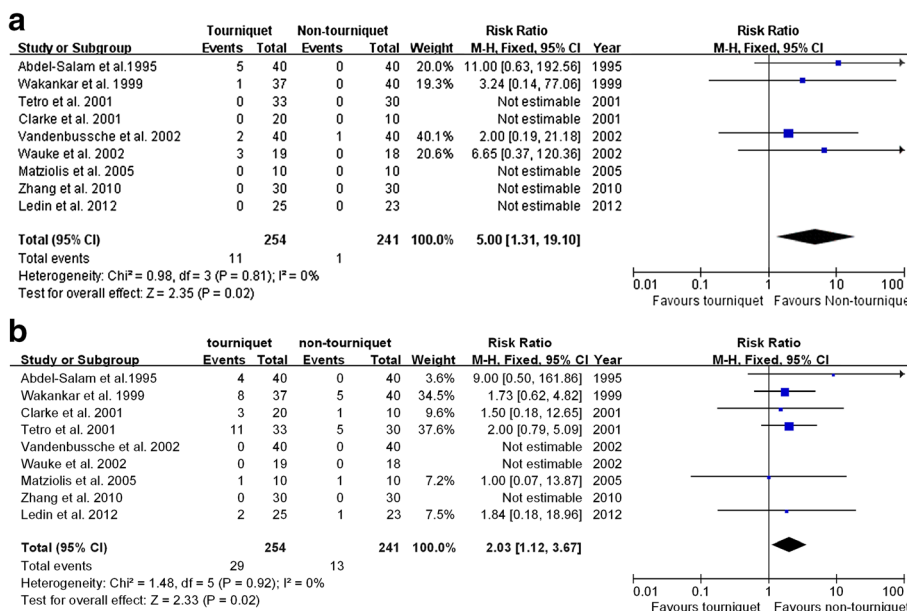 a
Tourniquet Non-tourniquet Risk Ratio Risk Ratio
Study or Subgroup Events Total Events Total Weight M-H, Fixed, 95% CI Year M-H, Fixed, 95% CI
Abdel-Salam et al.1995 5 40 0 40 20.0% 11.00 [0.63, 192.56] 1995
Wakankar et al. 1999 1 37 0 40 19.3% 3.24 [0.14, 77.06] 1999
Tetro et al. 2001 0 33 0 30 Not estimable 2001
Clarke et al. 2001 0 20 0 10 Not estimable 2001
Vandenbussche et al. 2002 2 40 1 40 40.1% 2.00 [0.19, 21.18] 2002
Wauke et al. 2002 3 19 0 18 20.6% 6.65 [0.37, 120.36] 2002
Matziolis et al. 2005 0 10 0 10 Not estimable 2005
Zhang et al. 2010 0 30 0 30 Not estimable 2010
Ledin et al. 2012 0 25 0 23 Not estimable 2012
Total (95% CI) 254 241 100.0% 5.00 [1.31, 19.10]
Total events 11 1
Heterogeneity: Chi² = 0.98, df = 3 (P = 0.81); I² = 0%
Test for overall effect: Z = 2.35 (P = 0.02)
0.01 0.1 1 10 100
Favours tourniquet Favours Non-tournique
b
tourniquet non-tourniquet Risk Ratio Risk Ratio
Study or Subgroup Events Total Events Total Weight M-H, Fixed, 95% CI Year M-H, Fixed, 95% CI
Abdel-Salam et al.1995 4 40 0 40 3.6% 9.00 [0.50, 161.86] 1995
Wakankar et al. 1999 8 37 5 40 34.5% 1.73 [0.62, 4.82] 1999
Clarke et al. 2001 3 20 1 10 9.6% 1.50 [0.18, 12.65] 2001
Tetro et al. 2001 11 33 5 30 37.6% 2.00 [0.79, 5.09] 2001
Vandenbussche et al. 2002 0 40 0 40 Not estimable 2002
Wauke et al. 2002 0 19 0 18 Not estimable 2002
Matziolis et al. 2005 1 10 1 10 7.2% 1.00 [0.07, 13.87] 2005
Zhang et al. 2010 0 30 0 30 Not estimable 2010
Ledin et al. 2012 2 25 1 23 7.5% 1.84 [0.18, 18.96] 2012
Total (95% CI) 254 241 100.0% 2.03 [1.12, 3.67]
Total events 29 13
Heterogeneity: Chi² = 1.48, df = 5 (P = 0.92); I² = 0%
Test for overall effect: Z = 2.33 (P = 0.02)
0.01 0.1 1 10 100
Favours tourniquet Favours non-tourniquet